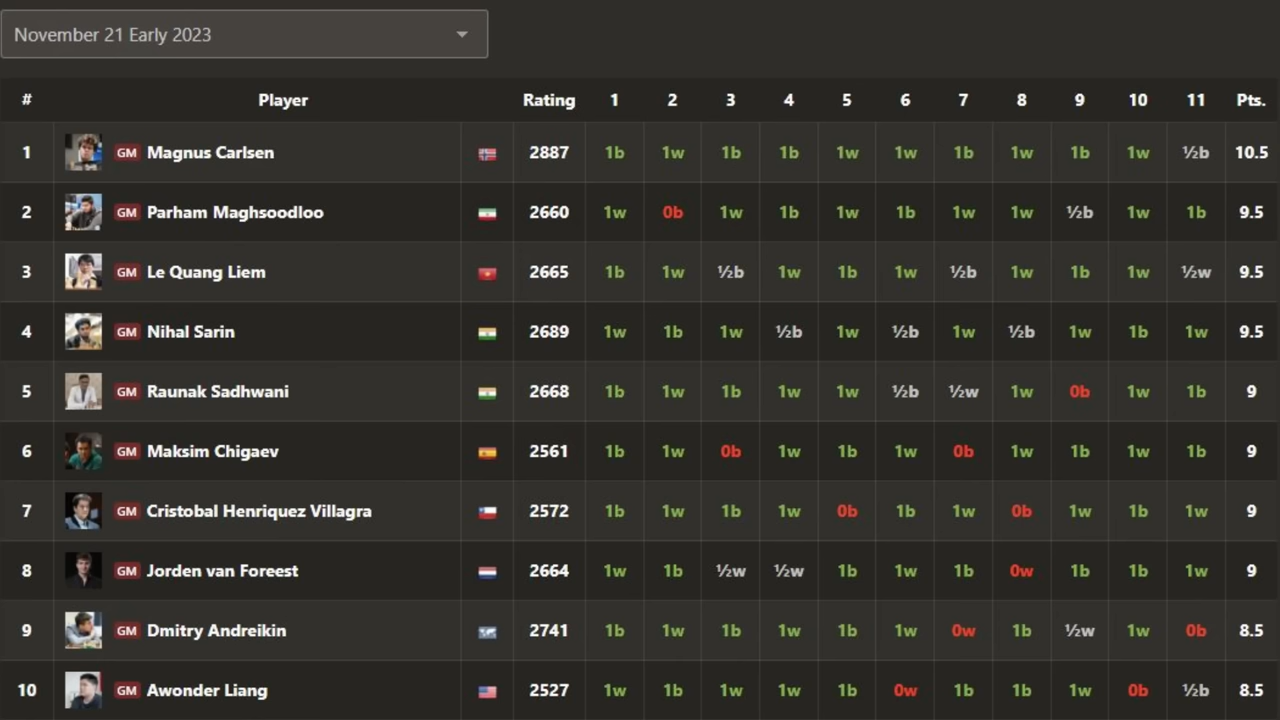 November 21 Early 2023
# Player Rating 1 2 3 4 5 6 7 8 9 10 11 Pts.
1 GM Magnus Carlsen 2887 1b 1w 1b 1b 1w 1w 1b 1w 1b 1w ½b 10.5
2 GM Parham Maghsoodloo 2660 1w 0b 1w 1b 1w 1b 1w 1w ½b 1w 1b 9.5
3 GM Le Quang Liem 2665 1b 1w ½b 1w 1b 1w ½b 1w 1b 1w ½w 9.5
4 GM Nihal Sarin 2689 1w 1b 1w ½b 1w ½b 1w ½b 1w 1b 1w 9.5
5 GM Raunak Sadhwani 2668 1b 1w 1b 1w 1w ½b ½w 1w 0b 1w 1b 9
6 GM Maksim Chigaev 2561 1b 1w 0b 1w 1b 1w 0b 1w 1b 1w 1b 9
7 GM Cristobal Henriquez Villagra 2572 1b 1w 1b 1w 0b 1b 1w 0b 1w 1b 1w 9
8 GM Jorden van Foreest 2664 1w 1b ½w ½w 1b 1w 1b 0w 1b 1b 1w 9
9 GM Dmitry Andreikin 2741 1b 1w 1b 1w 1b 1w 0w 1b ½w 1w 0b 8.5
10 GM Awonder Liang 2527 1w 1b 1w 1w 1b 0w 1b 1b 1w 0b ½b 8.5